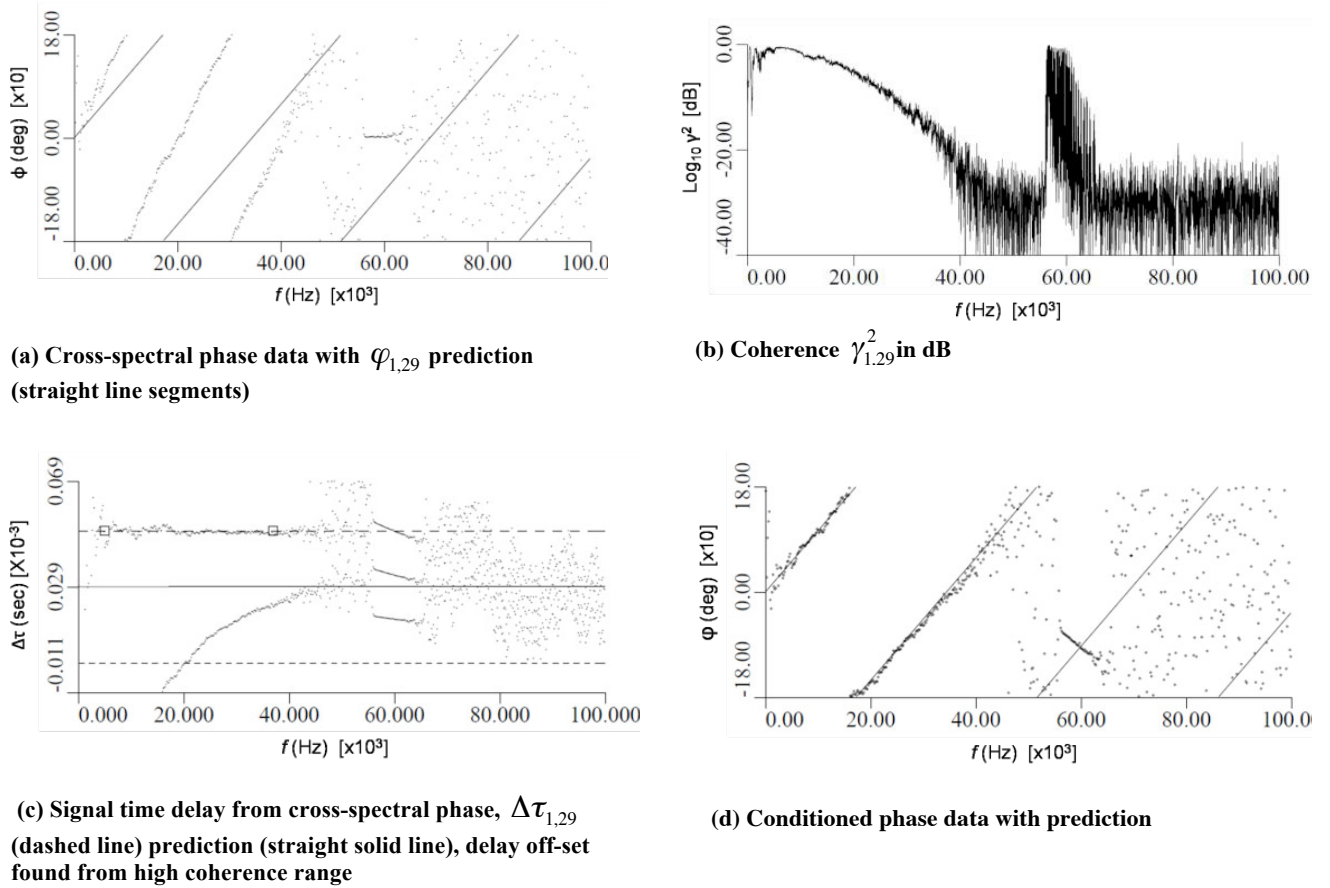 18.00
0.00
-18.00
ϕ (deg) [x10]
0.00 20.00 40.00 60.00 80.00 100.0
f (Hz) [x10³]
(a) Cross-spectral phase data with φ1,29 prediction
(straight line segments)
0.00
-20.00
-40.00
Log10 γ² [dB]
0.00 20.00 40.00 60.00 80.00 100.0
f (Hz) [x10³]
(b) Coherence γ²1,29 in dB
0.069
0.029
-0.011
Δτ (sec) [X10⁻³]
0.000 20.000 40.000 60.000 80.000 100.000
f (Hz) [x10³]
(c) Signal time delay from cross-spectral phase, Δτ1,29
(dashed line) prediction (straight solid line), delay off-set
found from high coherence range
18.00
0.00
-18.00
φ (deg) [x10]
0.00 20.00 40.00 60.00 80.00 100.0
f (Hz) [x10³]
(d) Conditioned phase data with prediction